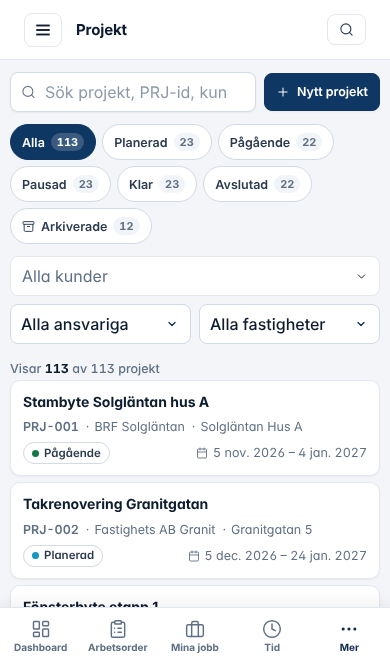 Projekt
Sök projekt, PRJ-id, kun
Nytt projekt
Alla 113
Planerad 23
Pågående 22
Pausad 23
Klar 23
Avslutad 22
Arkiverade 12
Alla kunder
Alla ansvariga
Alla fastigheter
Visar 113 av 113 projekt
Stambyte Solgläntan hus A
PRJ-001 · BRF Solgläntan · Solgläntan Hus A
Pågående 5 nov. 2026 – 4 jan. 2027
Takrenovering Granitgatan
PRJ-002 · Fastighets AB Granit · Granitgatan 5
Planerad 5 dec. 2026 – 24 jan. 2027
Fönsterbyte etapp 1
Dashboard
Arbetsorder
Mina jobb
Tid
Mer